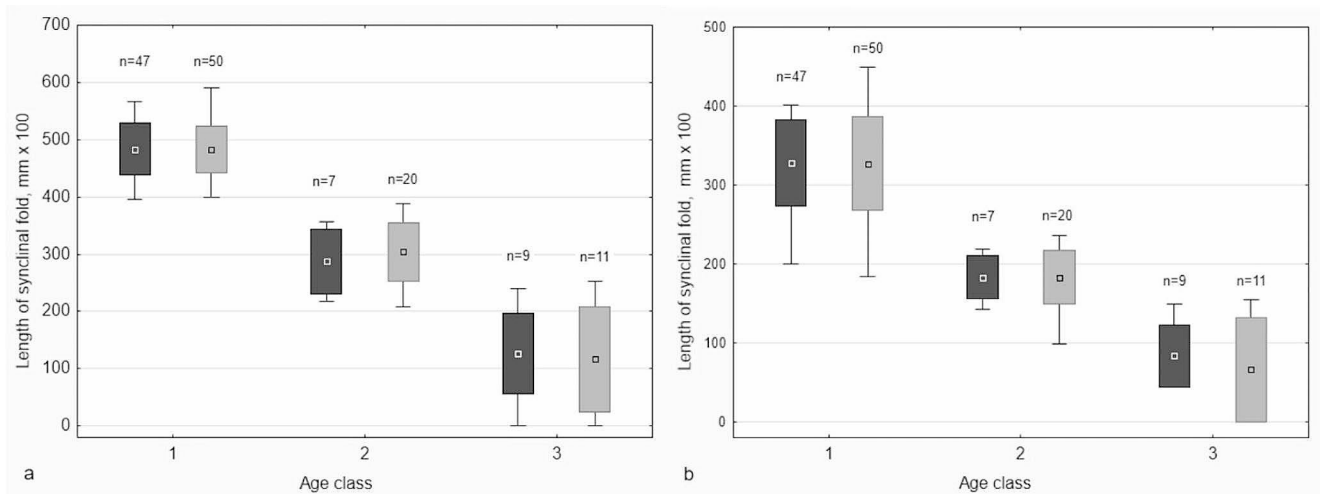 700
600
500
400
300
200
100
0
Length of synclinal fold, mm x 100
n=47
n=50
n=7
n=20
n=9
n=11
1
2
3
Age class
a
500
400
300
200
100
0
Length of synclinal fold, mm x 100
n=47
n=50
n=7
n=20
n=9
n=11
1
2
3
Age class
b